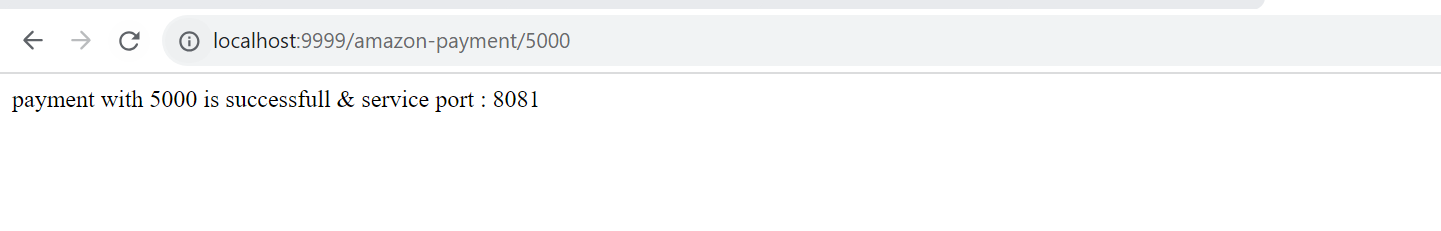 localhost:9999/amazon-payment/5000
payment with 5000 is successfull & service port : 8081